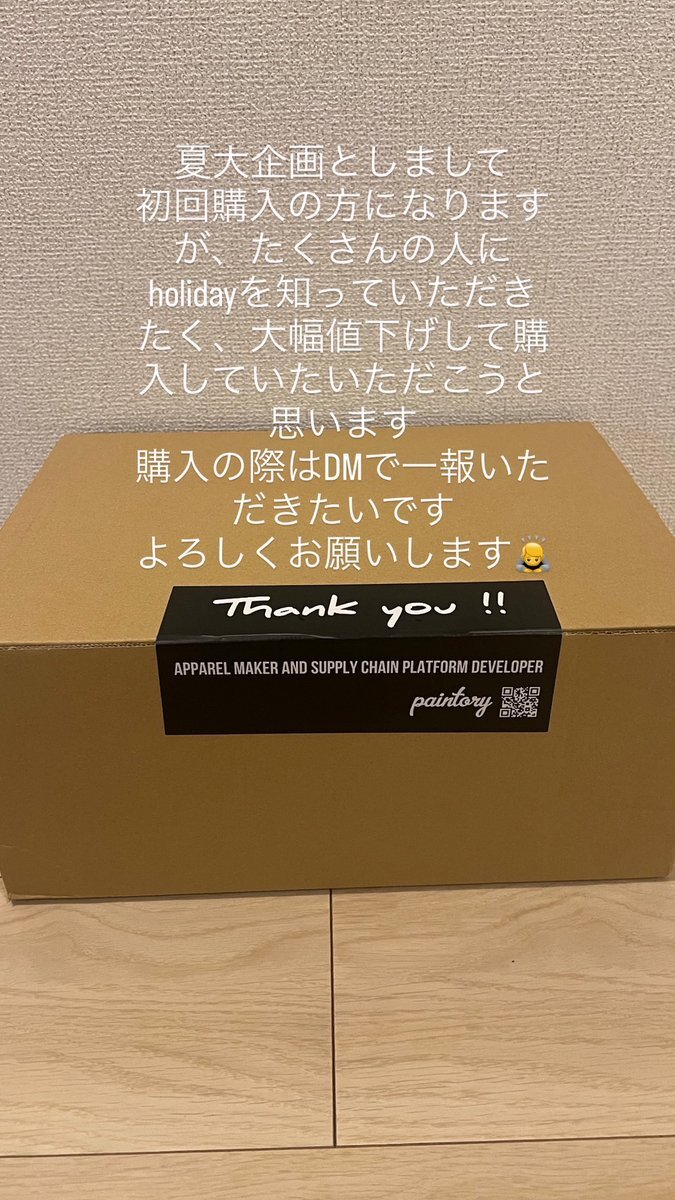 夏大企画としまして
初回購入の方になります
が、たくさんの人に
holidayを知っていただき
たく、大幅値下げして購
入していたいただこうと
思います
購入の際はDMで一報いた
だきたいです
よろしくお願いします🙇‍♂️
Thank you !!
APPAREL MAKER AND SUPPLY CHAIN PLATFORM DEVELOPER
paintory